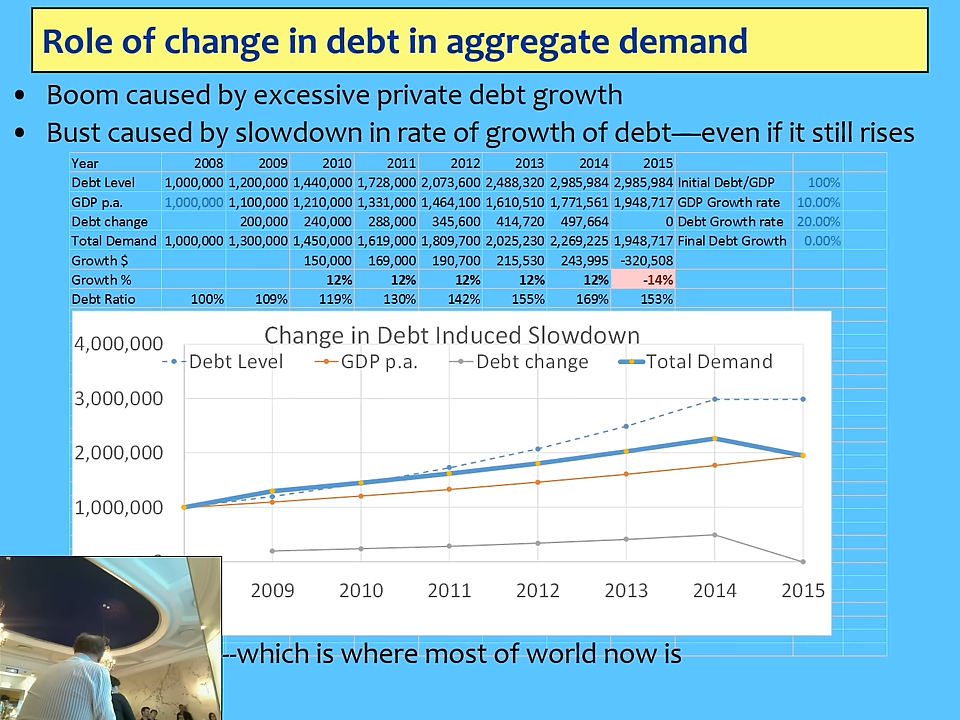 Role of change in debt in aggregate demand
• Boom caused by excessive private debt growth
• Bust caused by slowdown in rate of growth of debt—even if it still rises
Year 2008 2009 2010 2011 2012 2013 2014 2015
Debt Level 1,000,000 1,200,000 1,440,000 1,728,000 2,073,600 2,488,320 2,985,984 2,985,984 Initial Debt/GDP 100%
GDP p.a. 1,000,000 1,100,000 1,210,000 1,331,000 1,464,100 1,610,510 1,771,561 1,948,717 GDP Growth rate 10.00%
Debt change 200,000 240,000 288,000 345,600 414,720 497,664 0 Debt Growth rate 20.00%
Total Demand 1,000,000 1,300,000 1,450,000 1,619,000 1,809,700 2,025,230 2,269,225 1,948,717 Final Debt Growth 0.00%
Growth $ 150,000 169,000 190,700 215,530 243,995 -320,508
Growth % 12% 12% 12% 12% 12% -14%
Debt Ratio 100% 109% 119% 130% 142% 155% 169% 153%
Change in Debt Induced Slowdown
4,000,000
Debt Level GDP p.a. Debt change Total Demand
3,000,000
2,000,000
1,000,000
2009 2010 2011 2012 2013 2014 2015
--which is where most of world now is